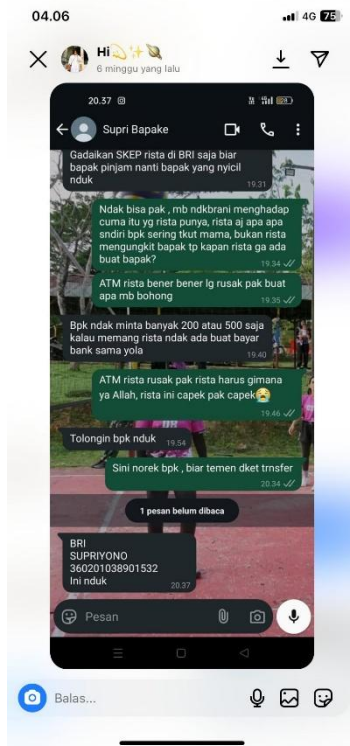 04.06
4G 75
Hi
6 minggu yang lalu
20.37
Supri Bapake
Gadaikan SKEP rista di BRI saja biar
bapak pinjam nanti bapak yang nyicil
nduk
19.31
Ndak bisa pak , mb ndkbrani menghadap
cuma itu yg rista punya, rista aj apa apa
sndiri bpk sering tkut mama, bukan rista
mengungkit bapak tp kapan rista ga ada
buat bapak?
19.34
ATM rista bener bener lg rusak pak buat
apa mb bohong
19.35
Bpk ndak minta banyak 200 atau 500 saja
kalau memang rista ndak ada buat bayar
bank sama yola
19.40
ATM rista rusak pak rista harus gimana
ya Allah, rista ini capek pak capek😭
19.46
Tolongin bpk nduk
19.54
Sini norek bpk , biar temen dket trnsfer
20.34
1 pesan belum dibaca
BRI
SUPRIYONO
360201038901532
Ini nduk
20.37
Pesan
Balas...